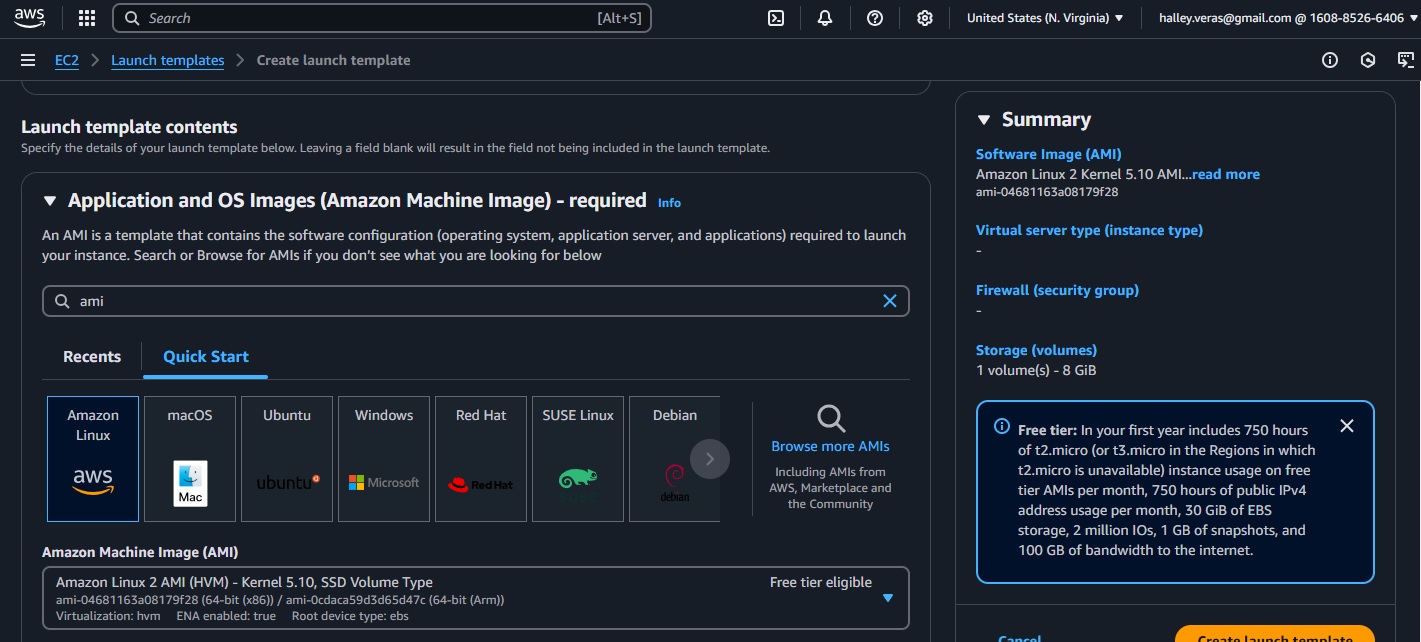 aws
Search
[Alt+S]
United States (N. Virginia)
halley.veras@gmail.com @ 1608-8526-6406
EC2
Launch templates
Create launch template
Launch template contents
Specify the details of your launch template below. Leaving a field blank will result in the field not being included in the launch template.
Application and OS Images (Amazon Machine Image) - required
Info
An AMI is a template that contains the software configuration (operating system, application server, and applications) required to launch
your instance. Search or Browse for AMIs if you don’t see what you are looking for below
ami
Recents
Quick Start
Amazon
Linux
aws
macOS
Mac
Ubuntu
ubuntu
Windows
Microsoft
Red Hat
Red Hat
SUSE Linux
Debian
debian
Browse more AMIs
Including AMIs from
AWS, Marketplace and
the Community
Amazon Machine Image (AMI)
Amazon Linux 2 AMI (HVM) - Kernel 5.10, SSD Volume Type
Free tier eligible
ami-04681163a08179f28 (64-bit (x86)) / ami-0cdaca59d3d65d47c (64-bit (Arm))
Virtualization: hvm ENA enabled: true Root device type: ebs
Summary
Software Image (AMI)
Amazon Linux 2 Kernel 5.10 AMI...read more
ami-04681163a08179f28
Virtual server type (instance type)
-
Firewall (security group)
-
Storage (volumes)
1 volume(s) - 8 GiB
Free tier: In your first year includes 750 hours
of t2.micro (or t3.micro in the Regions in which
t2.micro is unavailable) instance usage on free
tier AMIs per month, 750 hours of public IPv4
address usage per month, 30 GiB of EBS
storage, 2 million IOs, 1 GB of snapshots, and
100 GB of bandwidth to the internet.
Cancel
Create launch template